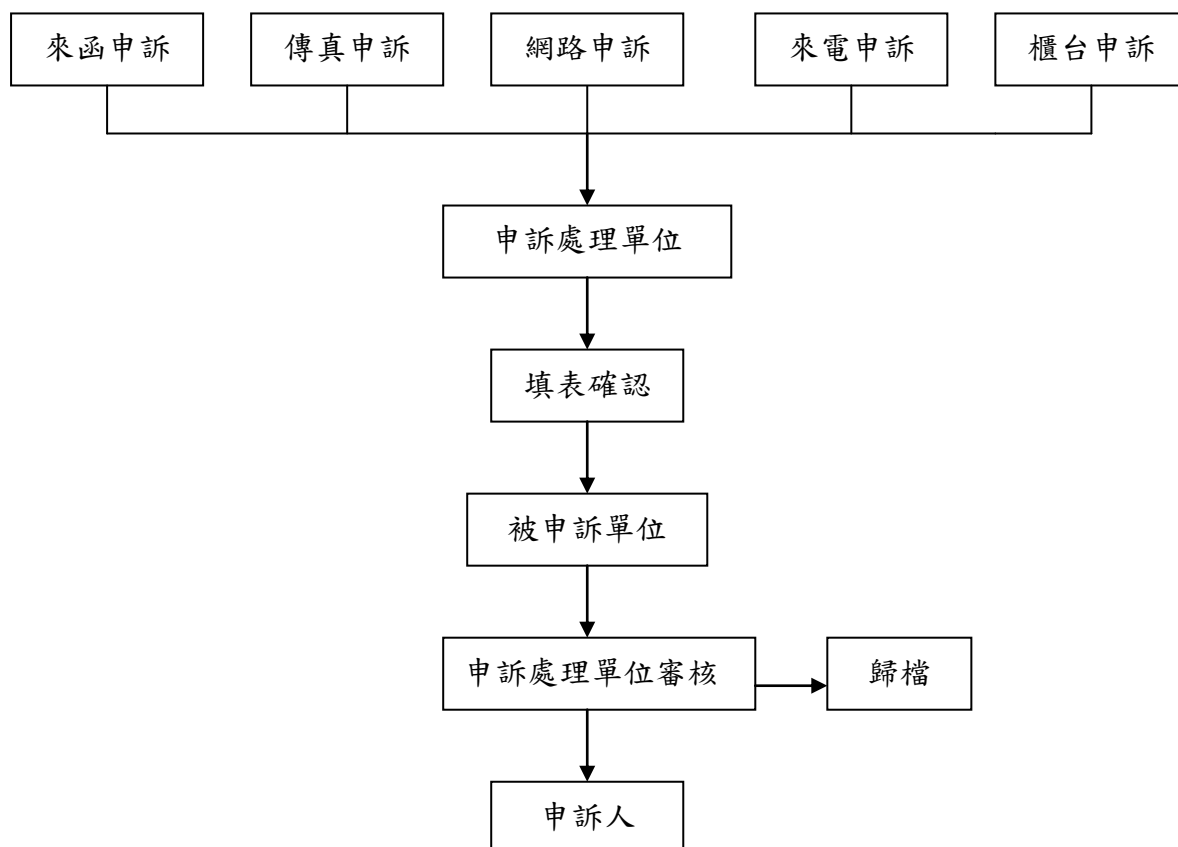 來函申訴
傳真申訴
網路申訴
來電申訴
櫃台申訴
申訴處理單位
填表確認
被申訴單位
申訴處理單位審核
歸檔
申訴人